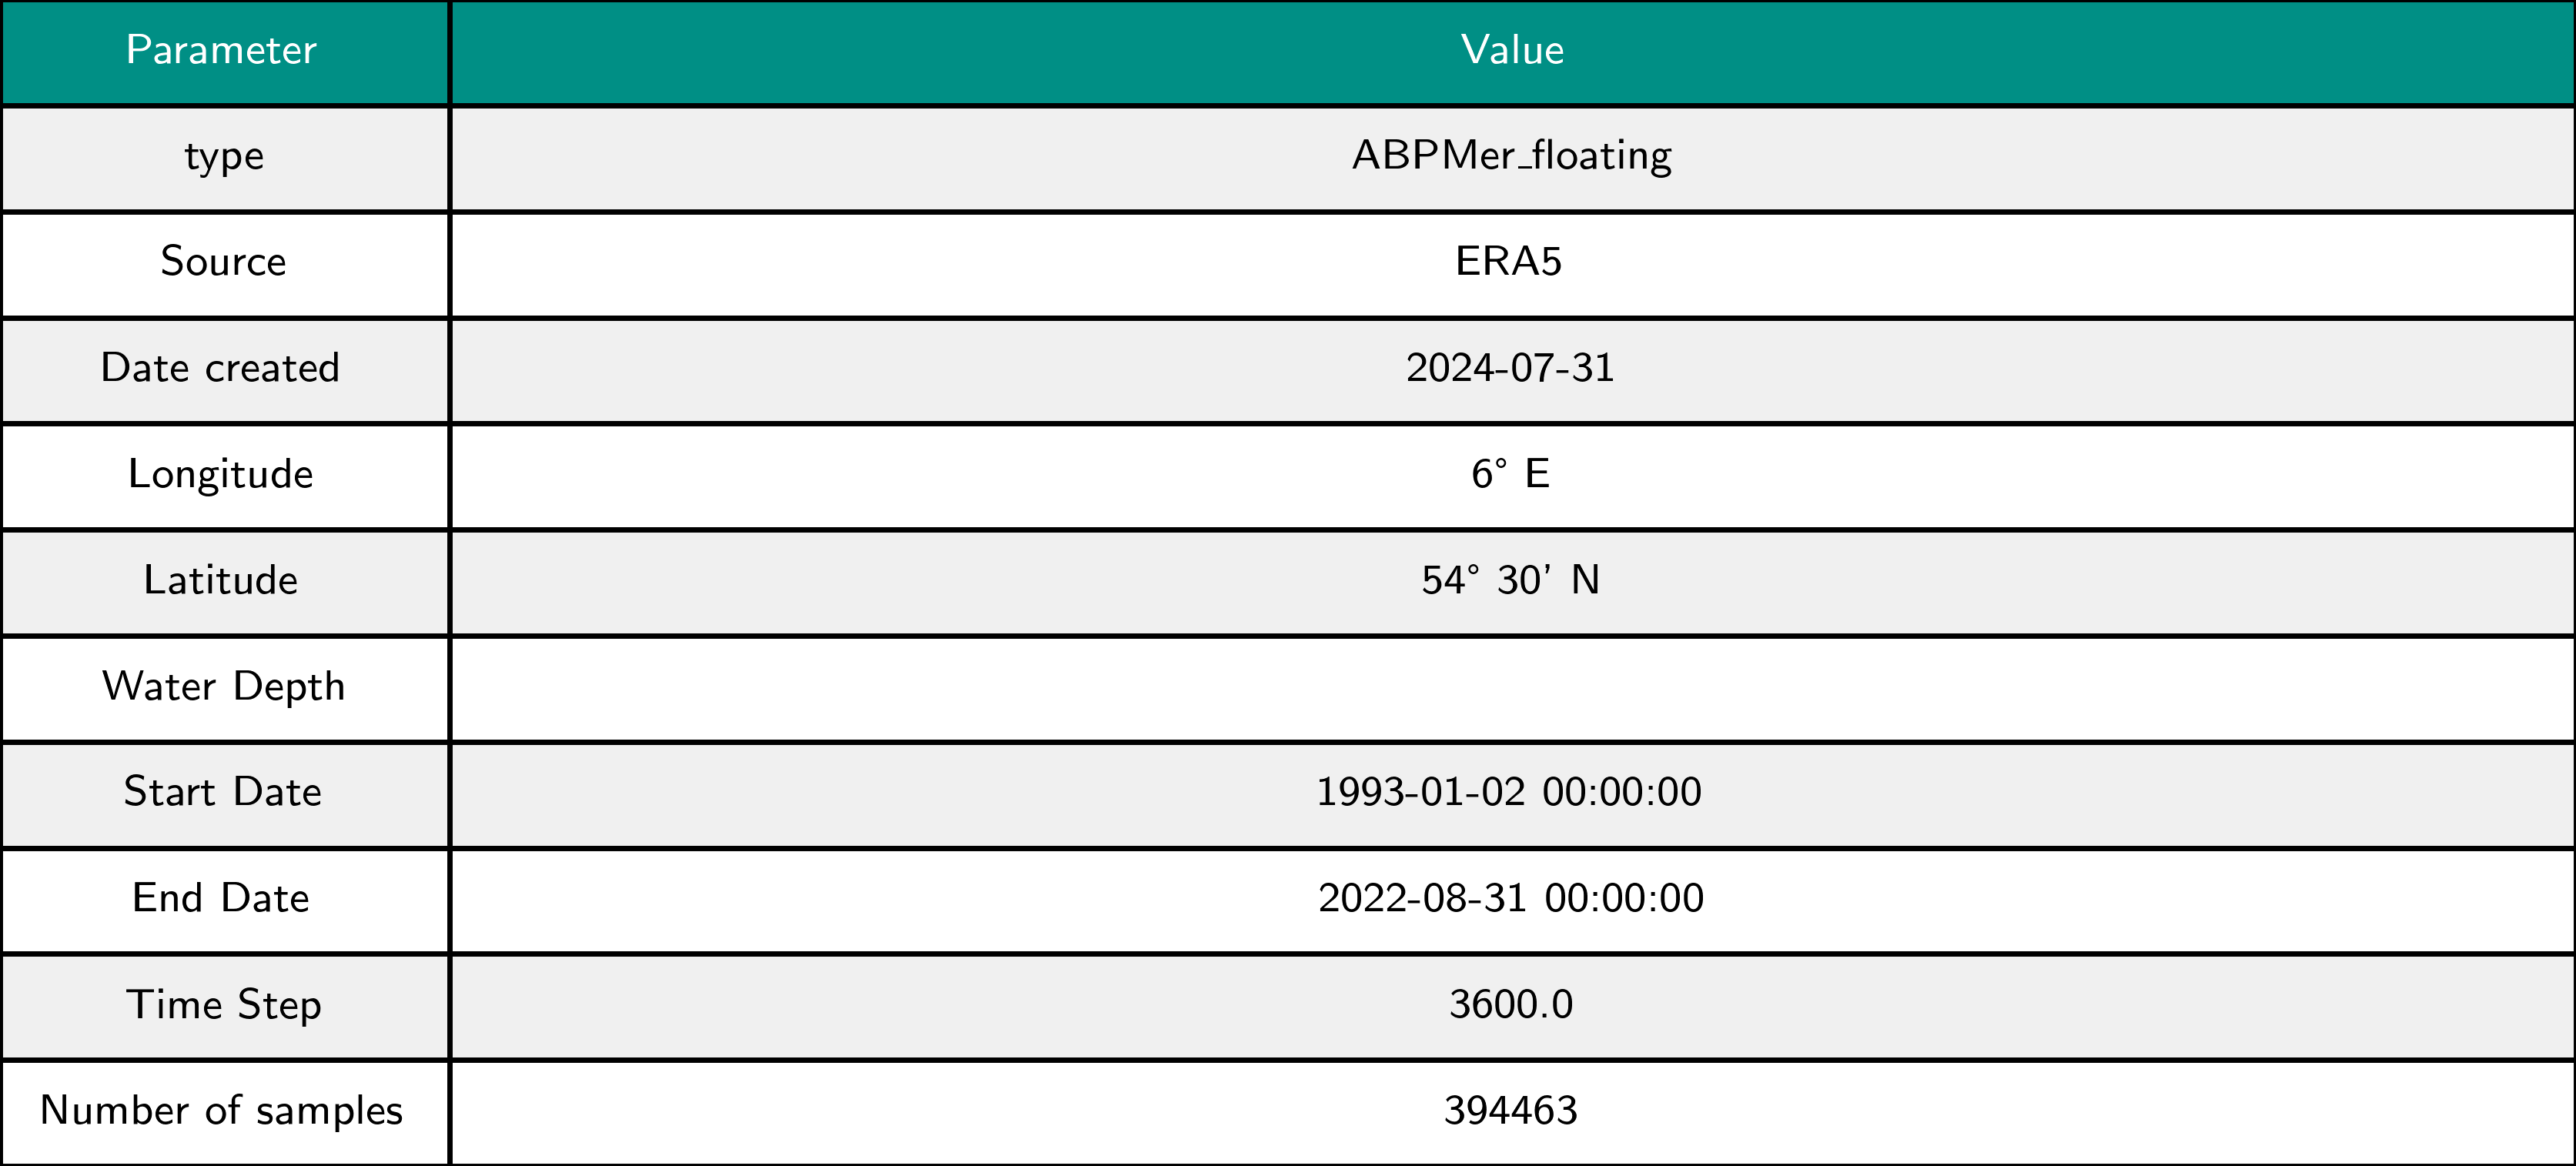 Parameter Value
type ABPMer_floating
Source ERA5
Date created 2024-07-31
Longitude 6° E
Latitude 54° 30' N
Water Depth
Start Date 1993-01-02 00:00:00
End Date 2022-08-31 00:00:00
Time Step 3600.0
Number of samples 394463